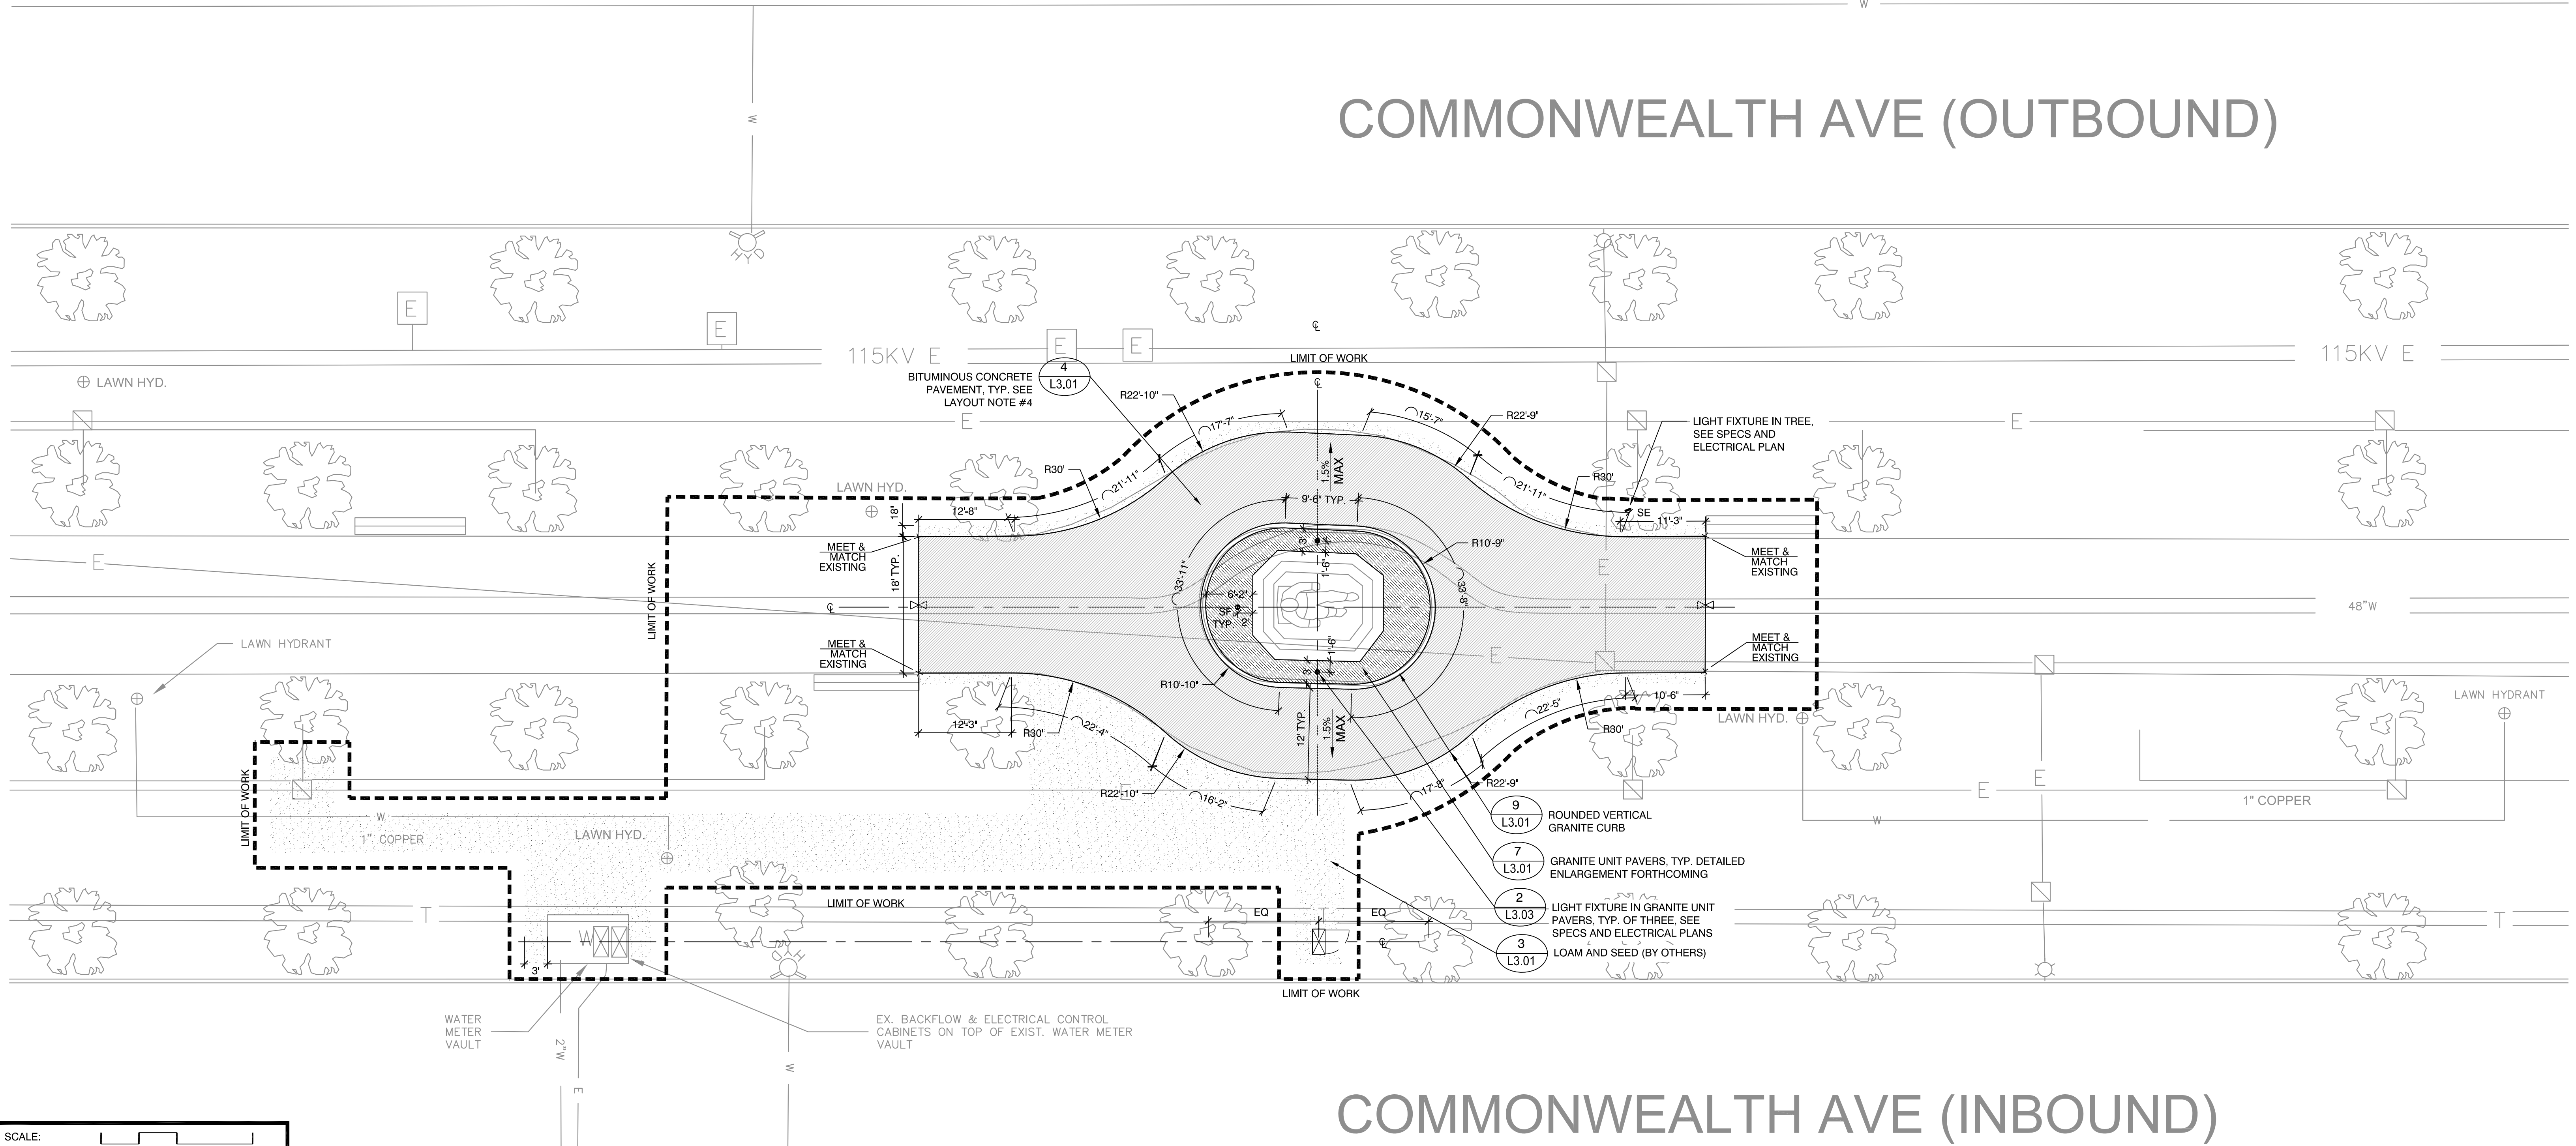 W
W
COMMONWEALTH AVE (OUTBOUND)
E
E
115KV E
E
E
115KV E
℄
LIMIT OF WORK
℄
LAWN HYD.
BITUMINOUS CONCRETE
PAVEMENT, TYP. SEE
LAYOUT NOTE #4
4
L3.01
R22'-10"
17'-7"
15'-7"
R22'-9"
E
E
LIGHT FIXTURE IN TREE,
SEE SPECS AND
ELECTRICAL PLAN
R30'
21'-11"
1.5%
MAX
21'-11"
R30'
LAWN HYD.
18"
12'-8"
9'-6" TYP.
SE
11'-3"
MEET &
MATCH
EXISTING
R10'-9"
MEET &
MATCH
EXISTING
E
E
LIMIT OF WORK
18' TYP.
33'-11"
3'
1'-6"
33'-8"
6'-2"
SF
TYP.
2'
℄
48"W
LAWN HYDRANT
MEET &
MATCH
EXISTING
1'-6"
3'
E
E
MEET &
MATCH
EXISTING
R10'-10"
12'-3"
R30'
22'-4"
12' TYP.
1.5%
MAX
22'-5"
10'-6"
R30'
LAWN HYD.
LAWN HYDRANT
LIMIT OF WORK
R22'-10"
E
16'-2"
17'-8"
R22'-9"
E
E
1" COPPER
W
1" COPPER
LAWN HYD.
W
9
L3.01
ROUNDED VERTICAL
GRANITE CURB
7
L3.01
GRANITE UNIT PAVERS, TYP. DETAILED
ENLARGEMENT FORTHCOMING
LIMIT OF WORK
2
L3.03
LIGHT FIXTURE IN GRANITE UNIT
PAVERS, TYP. OF THREE, SEE
SPECS AND ELECTRICAL PLANS
T
EQ
T
EQ
T
W
℄
3
L3.01
LOAM AND SEED (BY OTHERS)
3'
LIMIT OF WORK
WATER
METER
VAULT
EX. BACKFLOW & ELECTRICAL CONTROL
CABINETS ON TOP OF EXIST. WATER METER
VAULT
2"W
W
E
COMMONWEALTH AVE (INBOUND)
SCALE: